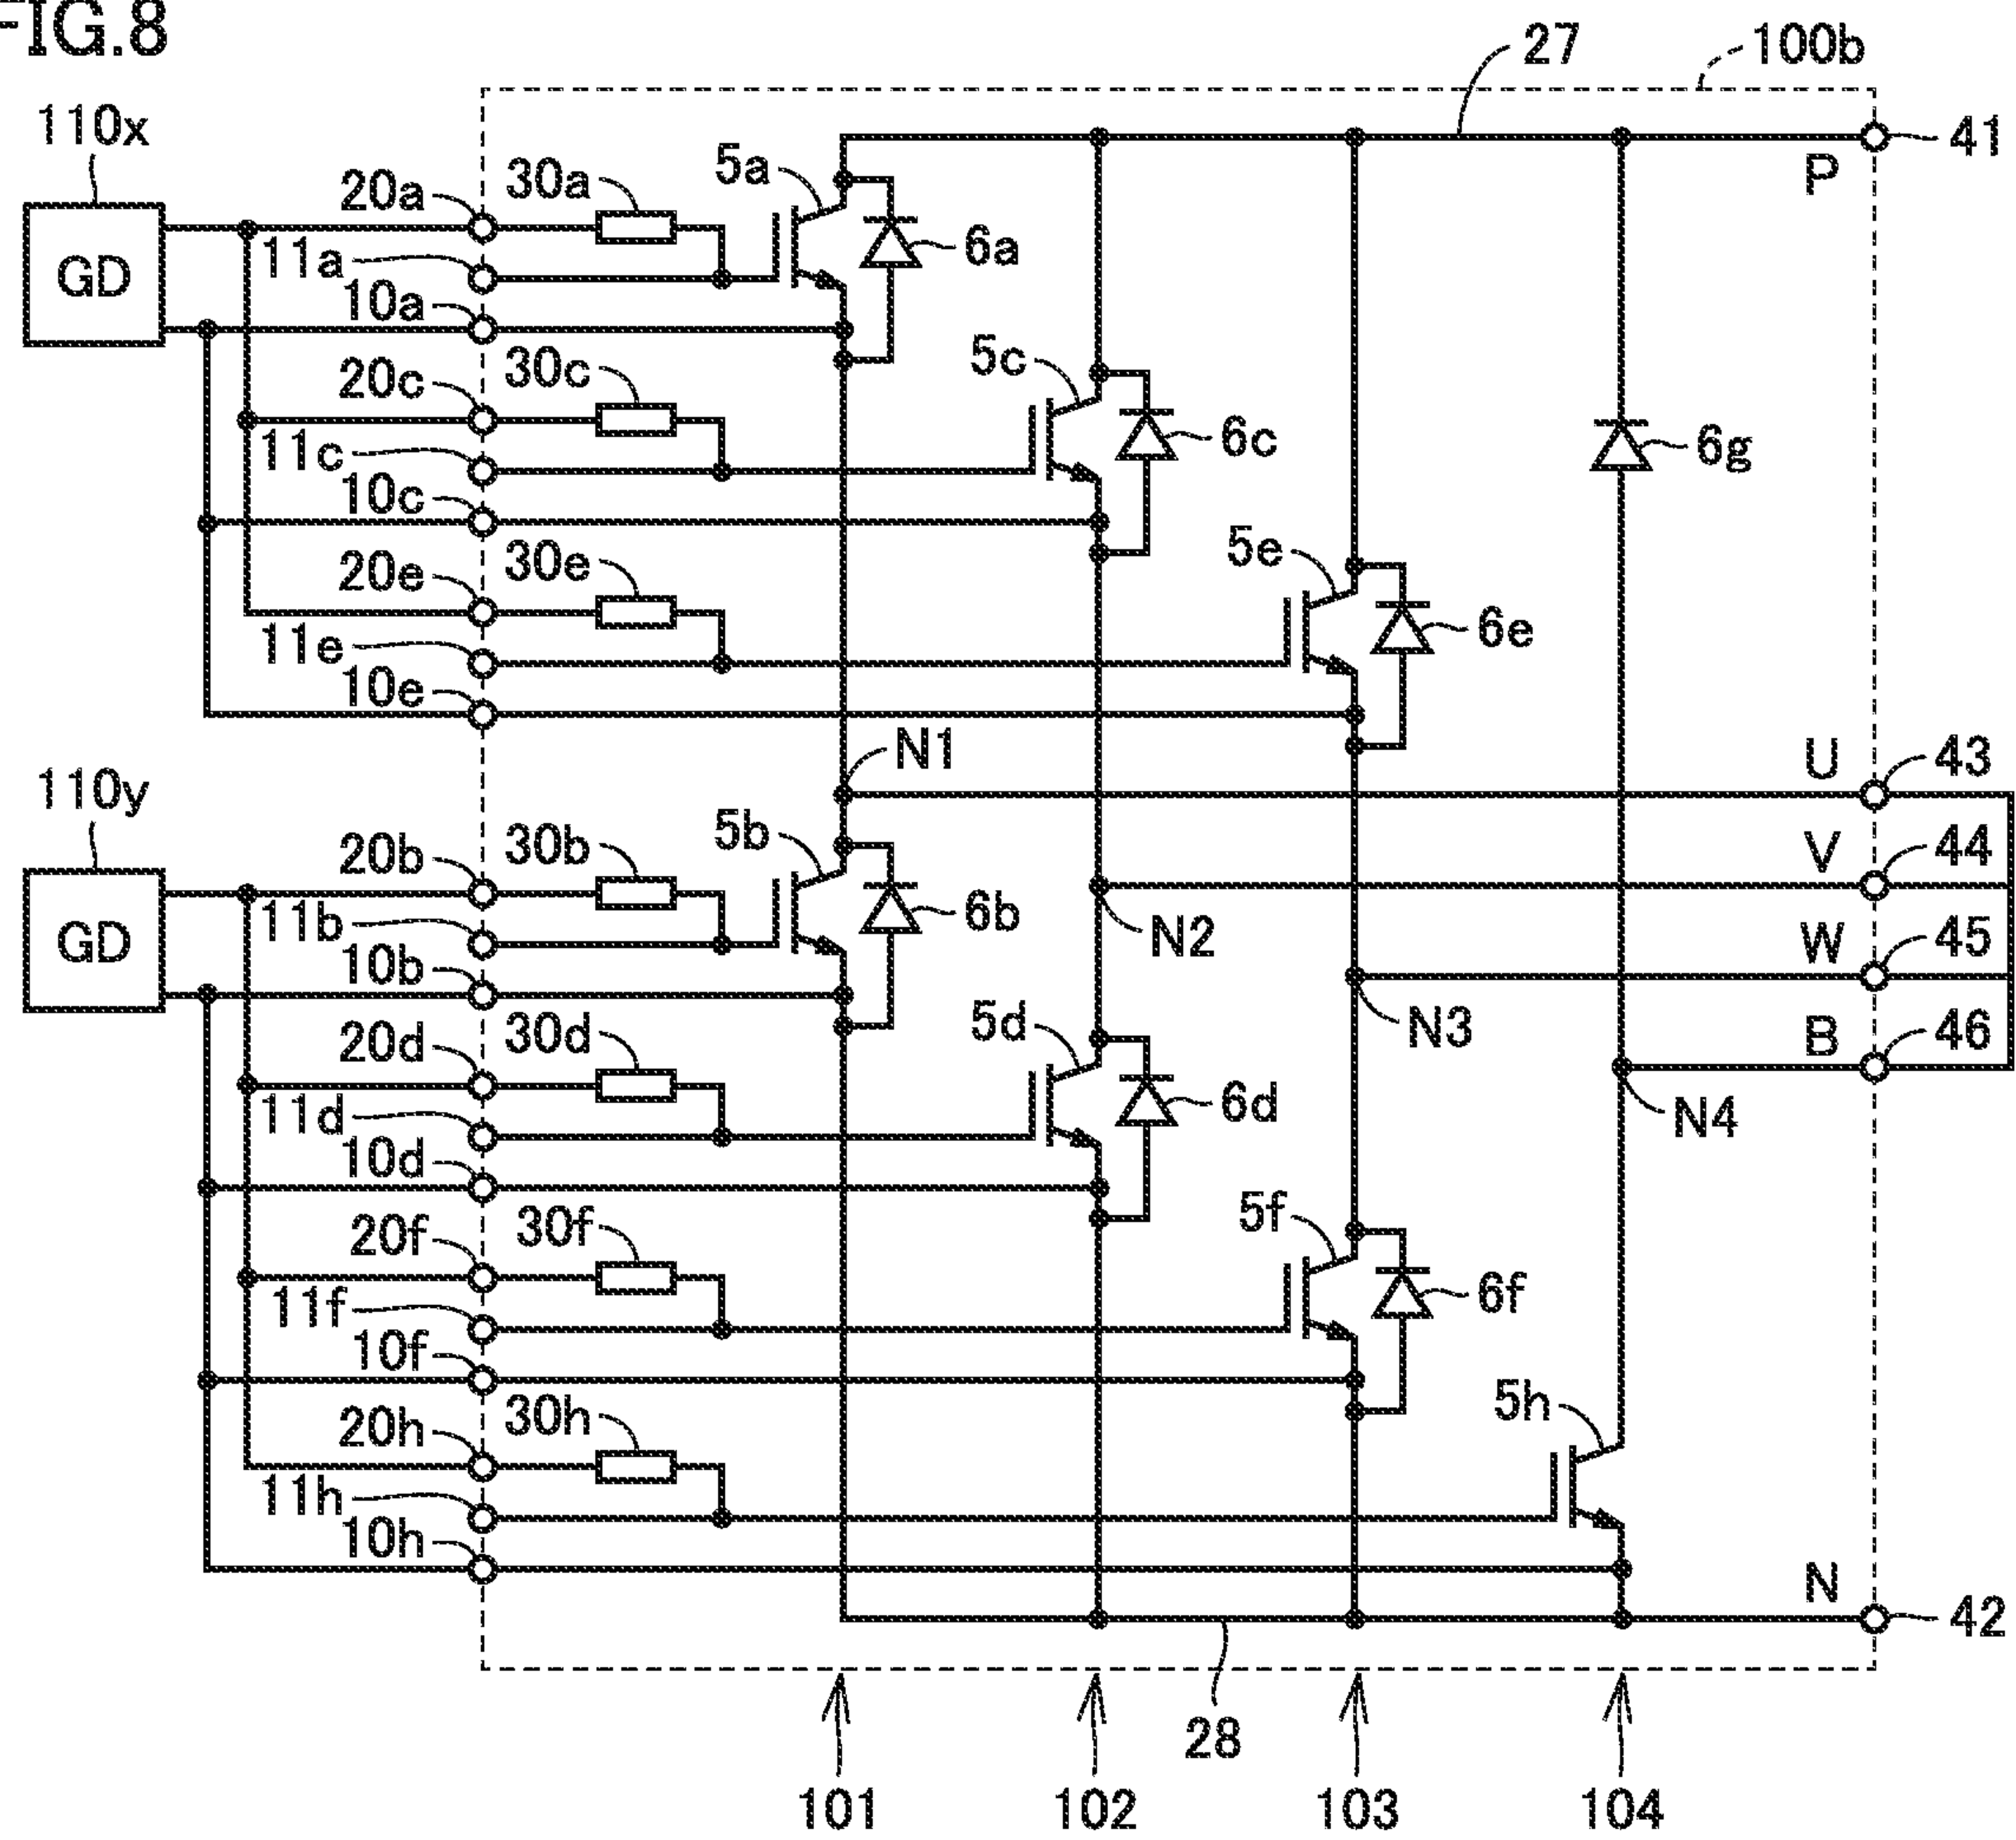 FIG.8
27
100b
110x
41
P
5a
30a
20a
GD
11a
6a
10a
5c
30c
20c
6c
6g
11c
10c
5e
30e
20e
6e
11e
10e
N1
U
43
110y
5b
V
44
30b
20b
GD
11b
6b
N2
W
45
10b
5d
N3
B
46
30d
20d
6d
N4
11d
10d
5f
30f
20f
6f
11f
10f
5h
30h
20h
11h
10h
N
42
28
101
102
103
104